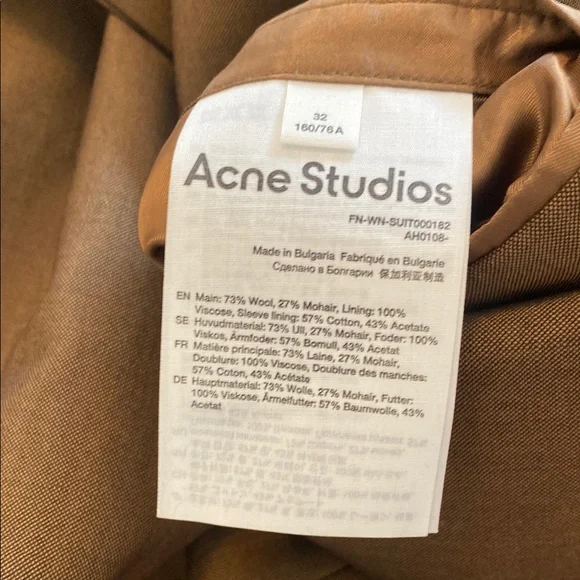 32
160/76A
Acne Studios
FN-WN-SUIT000182
AH0108-
Made in Bulgaria Fabriqué en Bulgarie
Сделано в Болгарии 保加利亚制造
EN Main: 73% Wool, 27% Mohair, Lining: 100%
Viscose, Sleeve lining: 57% Cotton, 43% Acetate
SE Huvudmaterial: 73% Ull, 27% Mohair, Foder: 100%
Viskos, Ärmfoder: 57% Bomull, 43% Acetat
FR Matière principale: 73% Laine, 27% Mohair,
Doublure: 100% Viscose, Doublure des manches:
57% Coton, 43% Acétate
DE Hauptmaterial: 73% Wolle, 27% Mohair, Futter:
100% Viskose, Ärmelfutter: 57% Baumwolle, 43%
Acetat